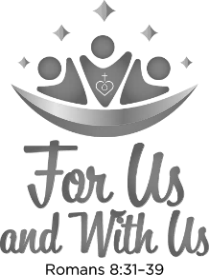 For Us
and With Us
Romans 8:31-39